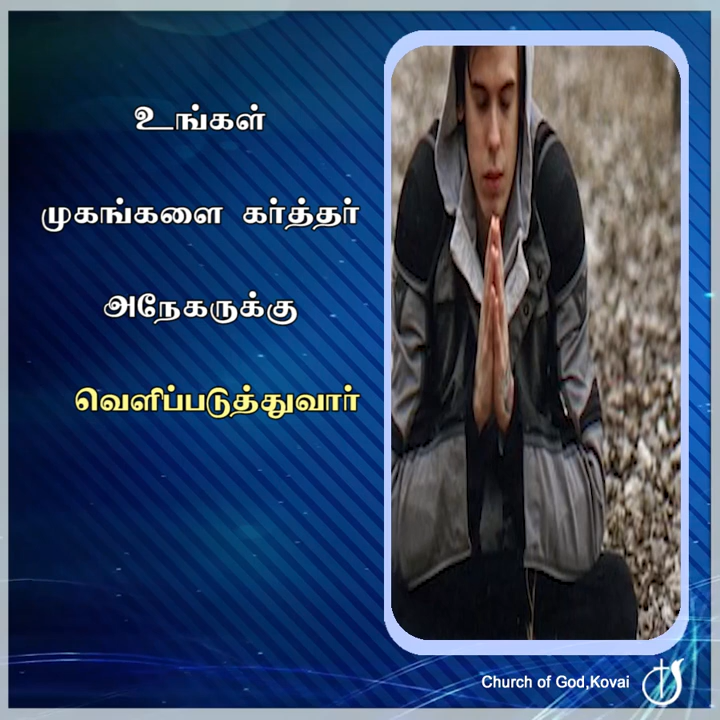 உங்கள்
முகங்களை கர்த்தர்
அநேகருக்கு
வெளிப்படுத்துவார்
Church of God,Kovai